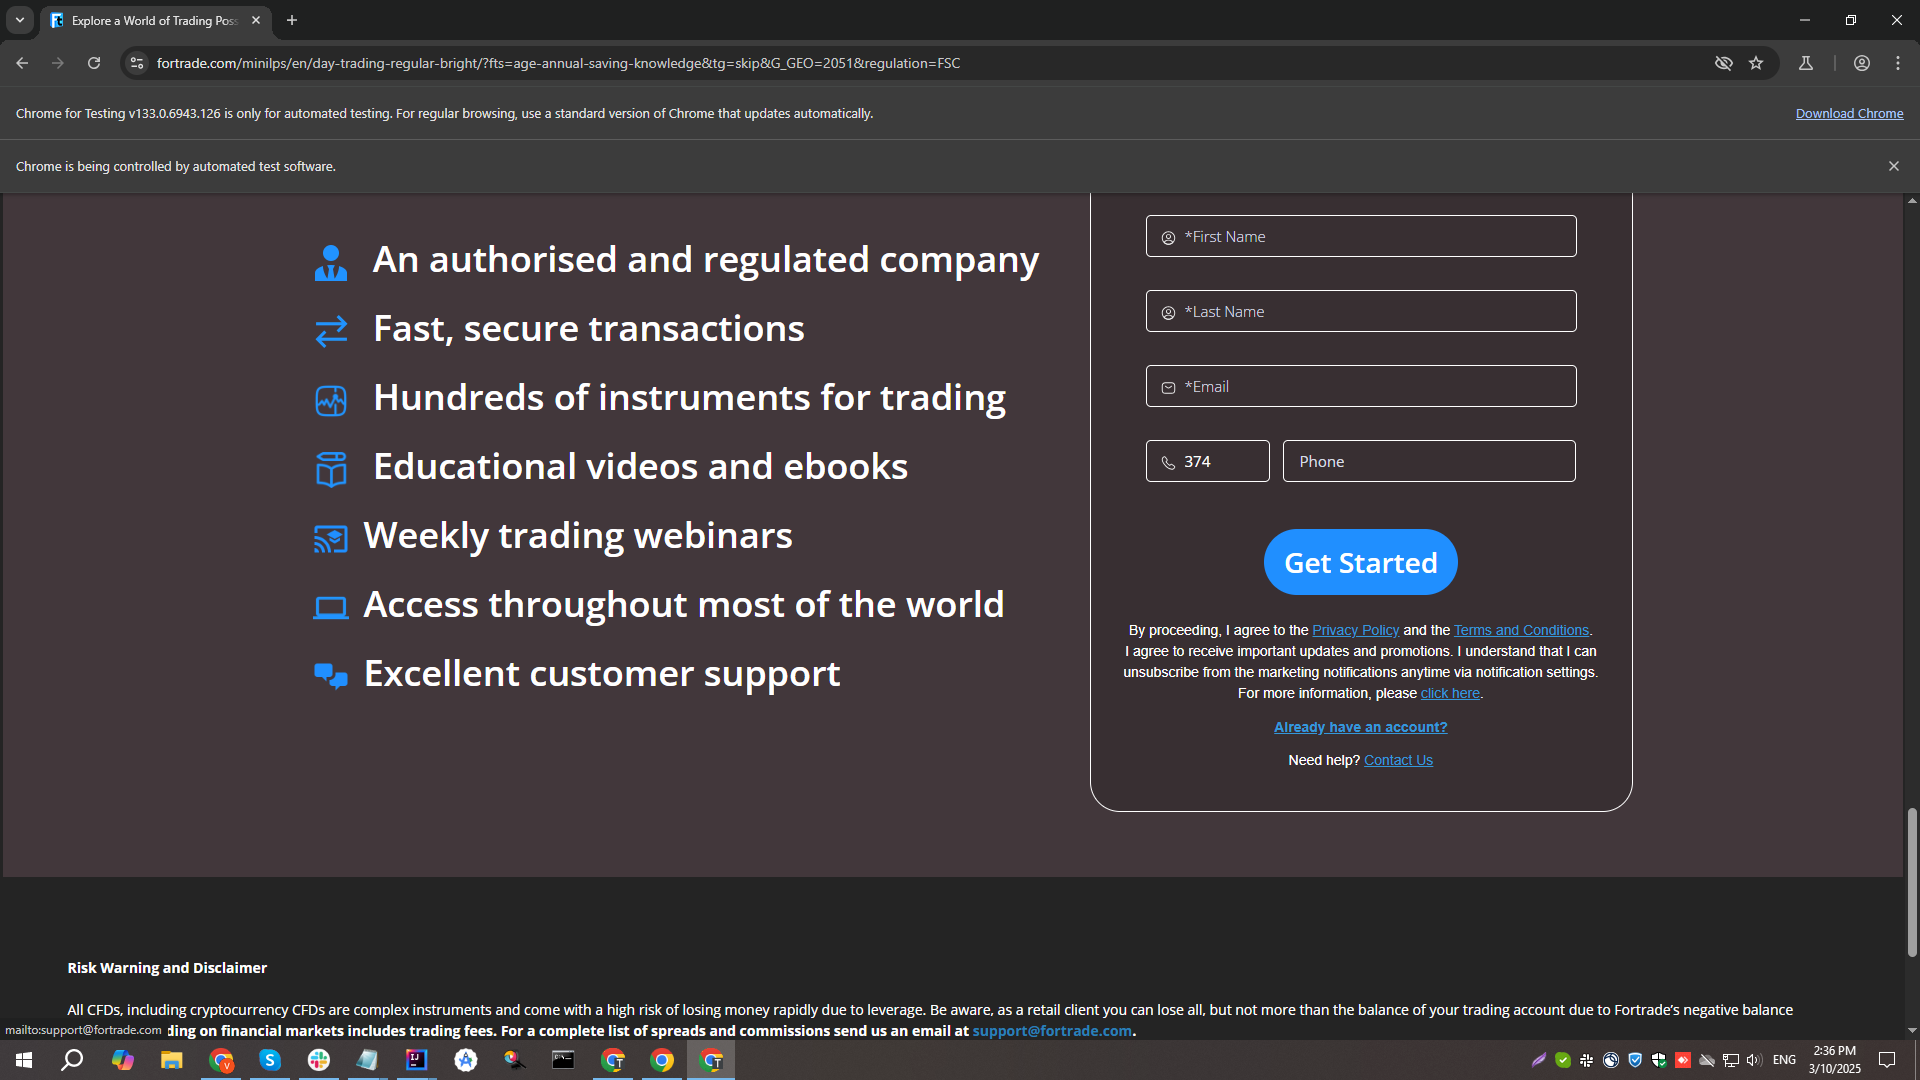 Explore a World of Trading Pos
fortrade.com/minilps/en/day-trading-regular-bright/?fts=age-annual-saving-knowledge&tg=skip&G_GEO=2051&regulation=FSC
Chrome for Testing v133.0.6943.126 is only for automated testing. For regular browsing, use a standard version of Chrome that updates automatically.
Download Chrome
Chrome is being controlled by automated test software.
An authorised and regulated company
Fast, secure transactions
Hundreds of instruments for trading
Educational videos and ebooks
Weekly trading webinars
Access throughout most of the world
Excellent customer support
*First Name
*Last Name
*Email
374
Phone
Get Started
By proceeding, I agree to the Privacy Policy and the Terms and Conditions.
I agree to receive important updates and promotions. I understand that I can
unsubscribe from the marketing notifications anytime via notification settings.
For more information, please click here.
Already have an account?
Need help? Contact Us
Risk Warning and Disclaimer
All CFDs, including cryptocurrency CFDs are complex instruments and come with a high risk of losing money rapidly due to leverage. Be aware, as a retail client you can lose all, but not more than the balance of your trading account due to Fortrade's negative balance
mailto:support@fortrade.com
ding on financial markets includes trading fees. For a complete list of spreads and commissions send us an email at support@fortrade.com.
ENG
2:36 PM
3/10/2025